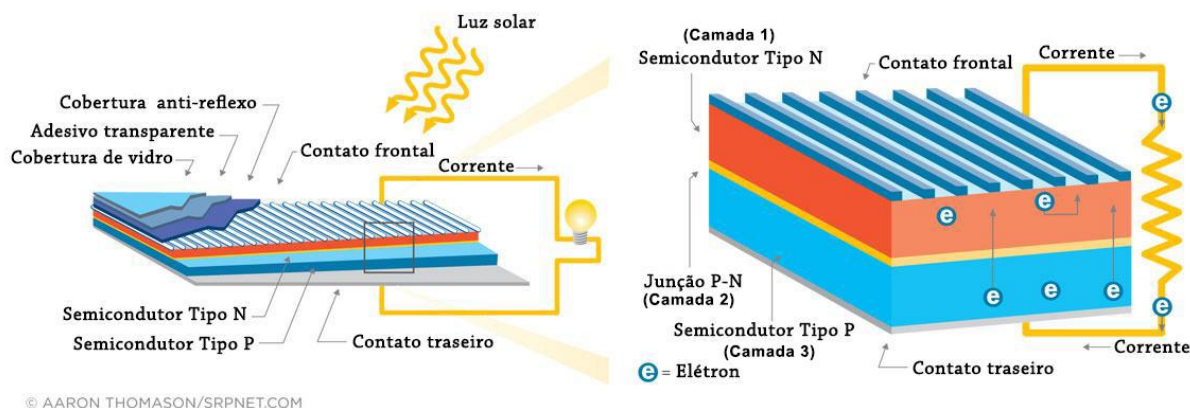 Luz solar
Cobertura anti-reflexo
Adesivo transparente
Cobertura de vidro
Contato frontal
Corrente
Semicondutor Tipo N
Semicondutor Tipo P
Contato traseiro
(Camada 1)
Semicondutor Tipo N
Contato frontal
Corrente
e
e
e
e
e
e
e
Junção P-N
(Camada 2)
Semicondutor Tipo P
(Camada 3)
Corrente
Contato traseiro
e = Elétron
© AARON THOMASON/SRPNET.COM